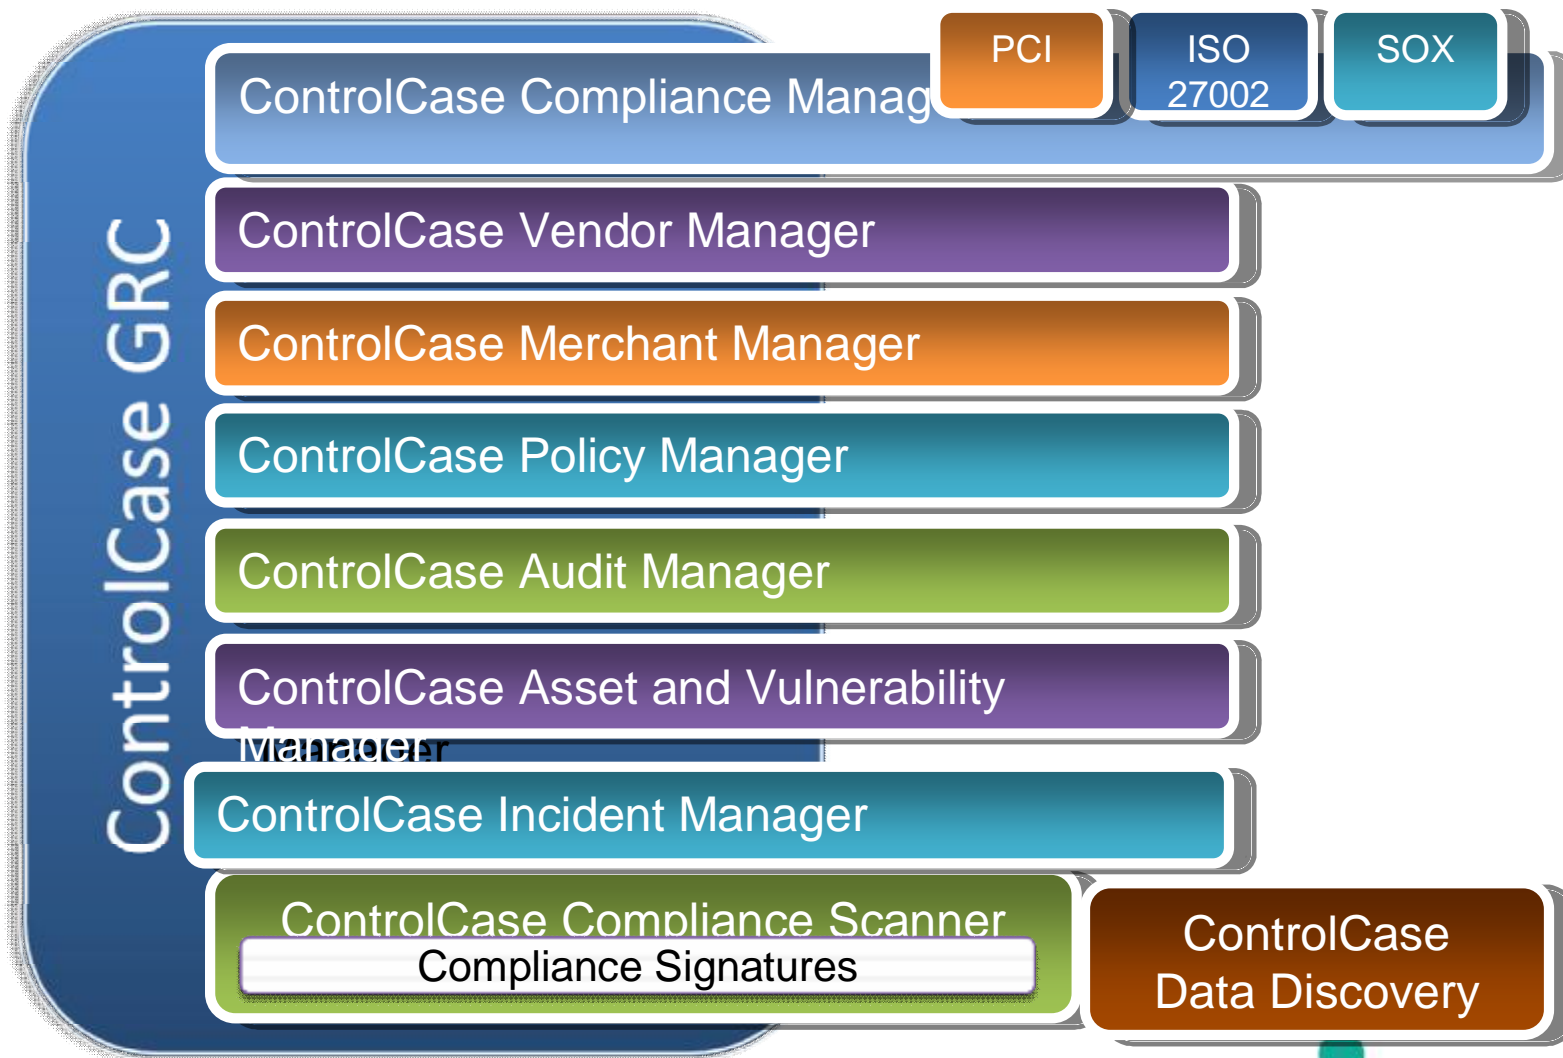 ControlCase GRC
ControlCase Compliance Manag
PCI
ISO
27002
SOX
ControlCase Vendor Manager
ControlCase Merchant Manager
ControlCase Policy Manager
ControlCase Audit Manager
ControlCase Asset and Vulnerability
Manager
ControlCase Incident Manager
ControlCase Compliance Scanner
Compliance Signatures
ControlCase
Data Discovery